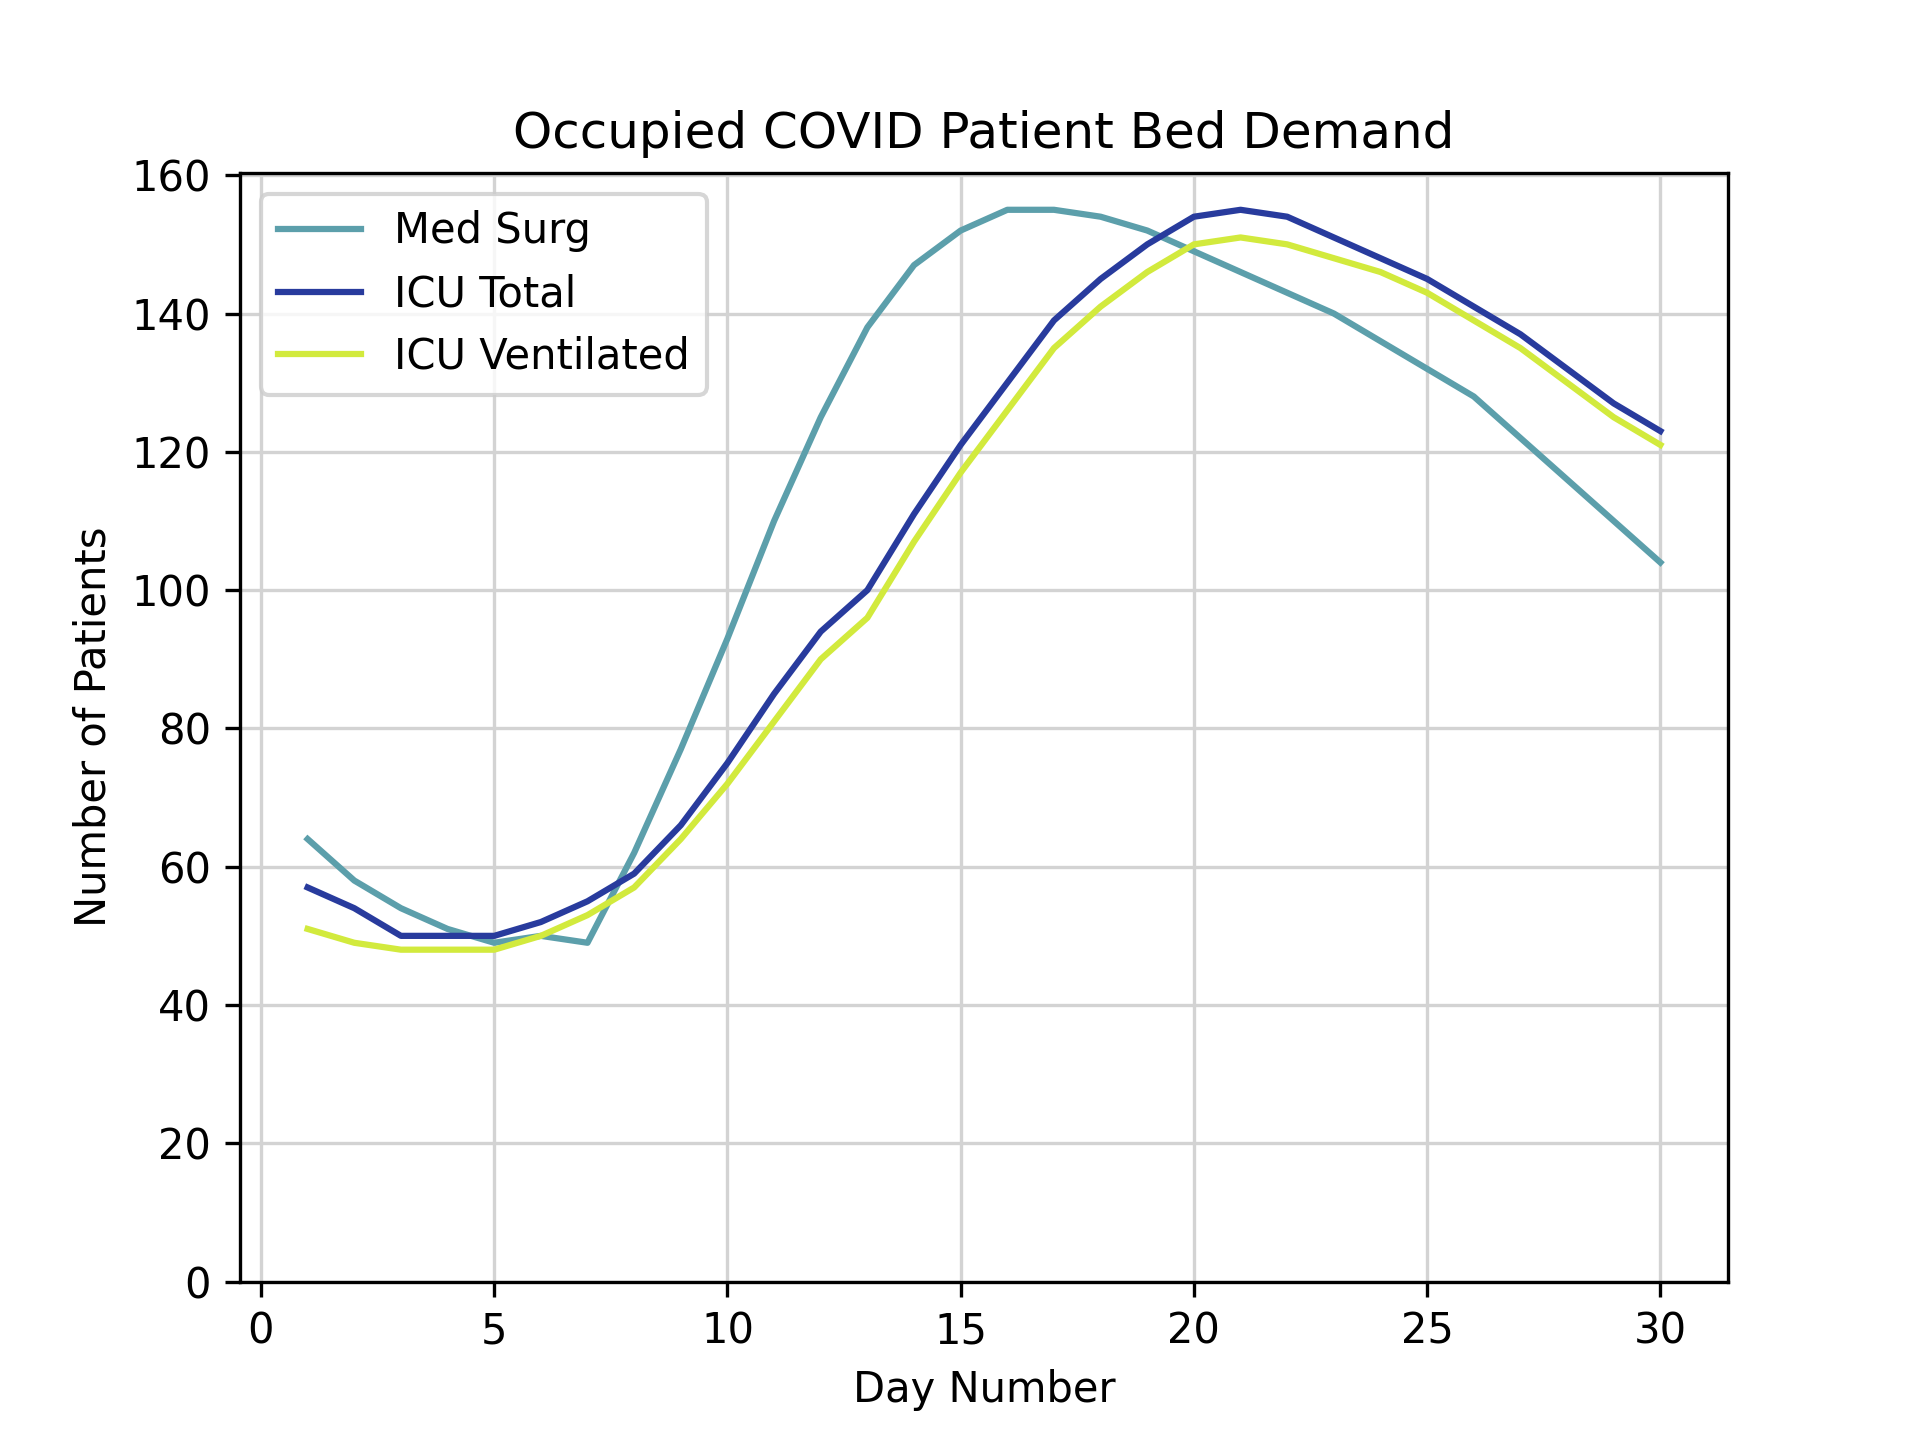 Occupied COVID Patient Bed Demand
Med Surg
ICU Total
ICU Ventilated
Number of Patients
160
140
120
100
80
60
40
20
0
0 5 10 15 20 25 30
Day Number